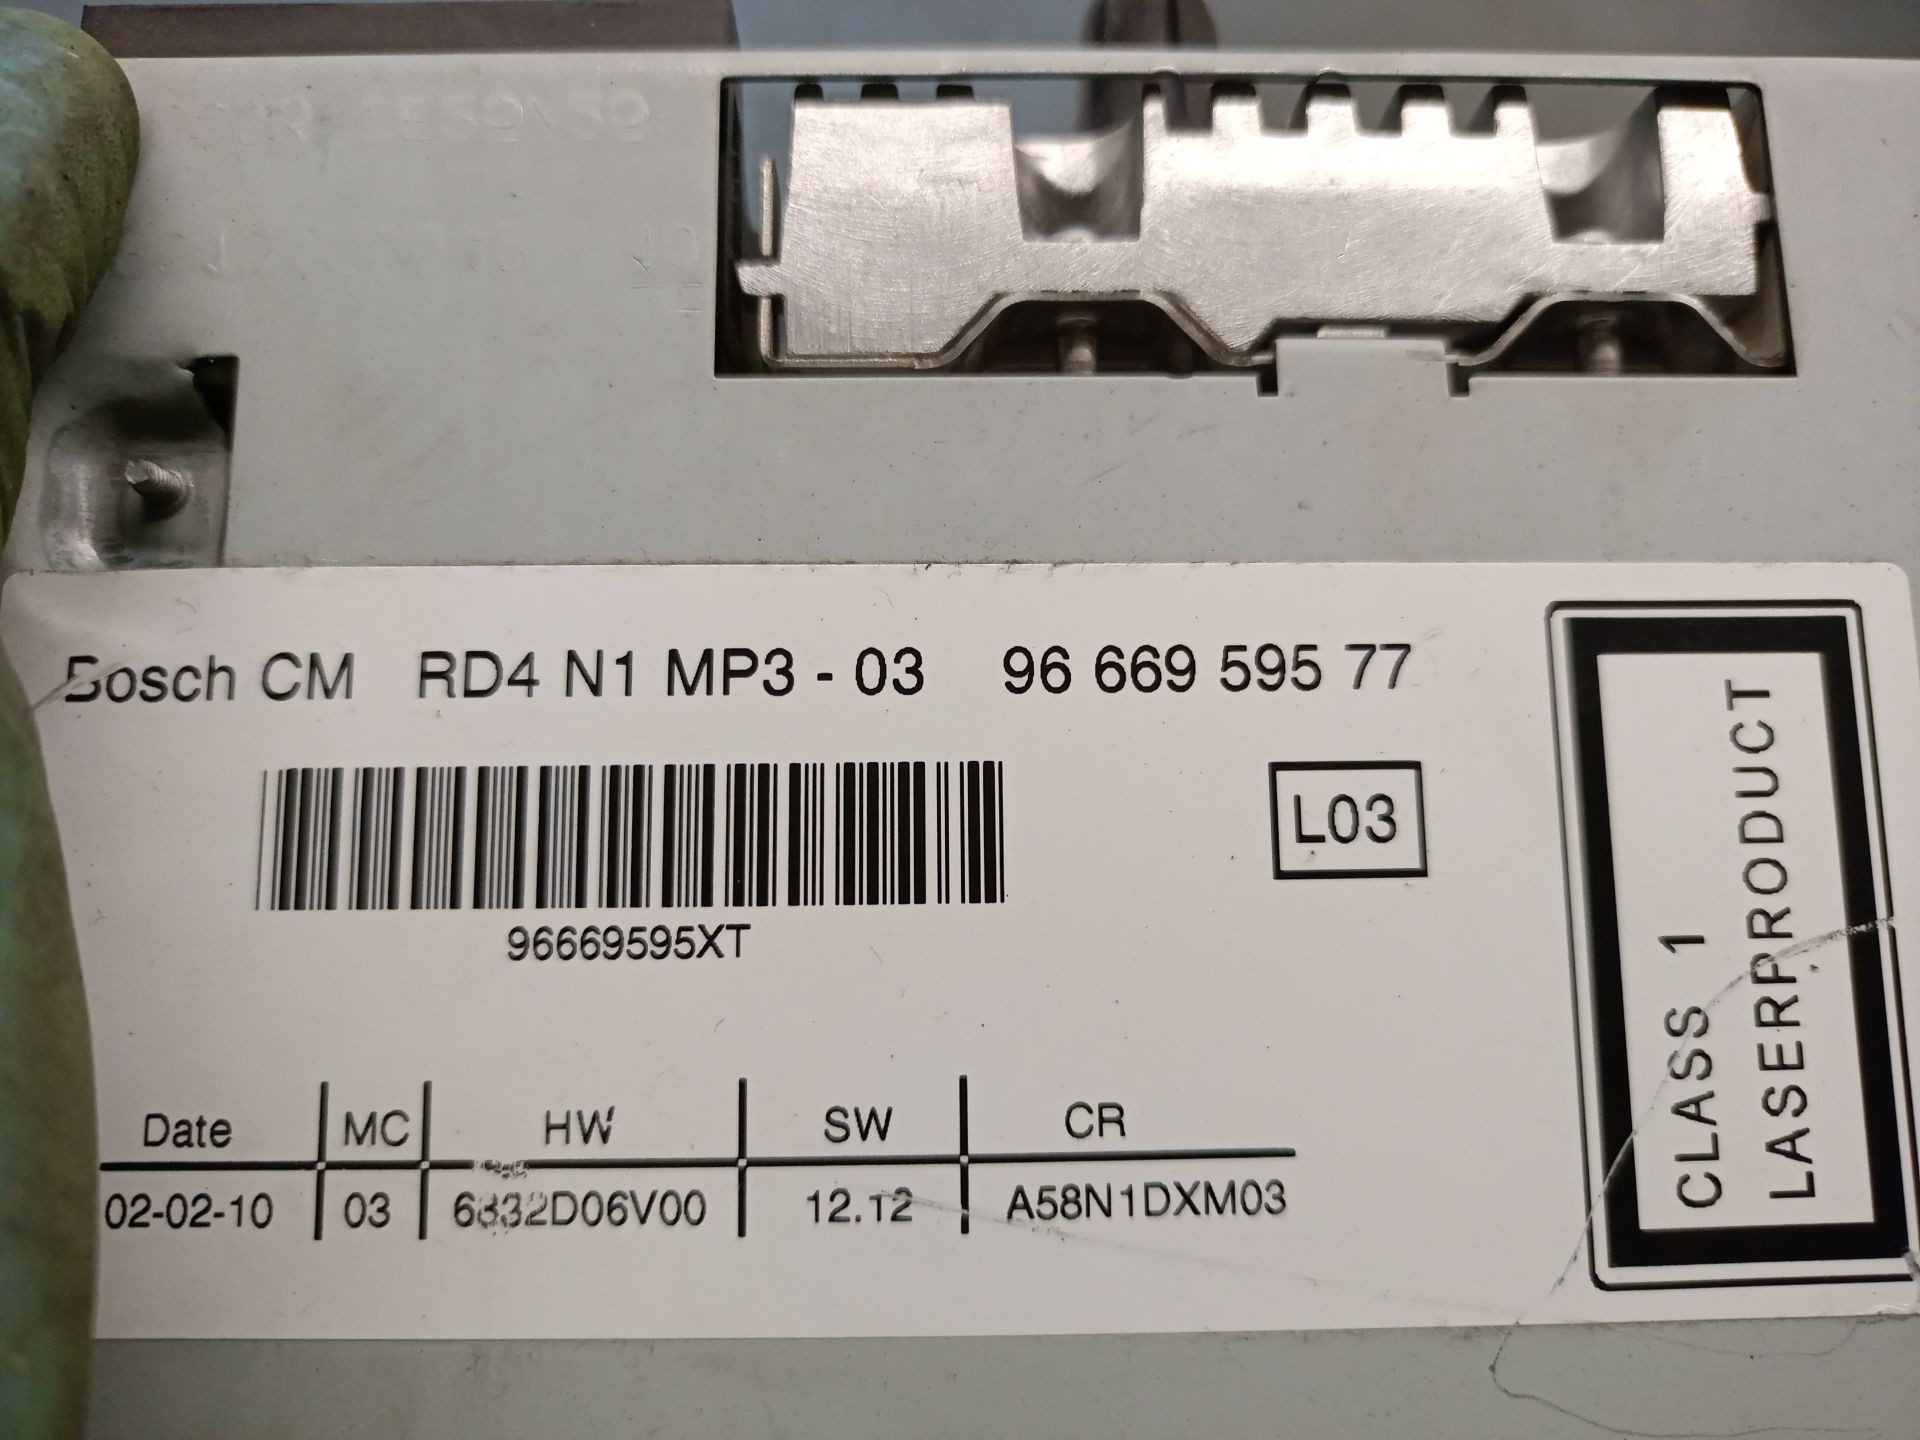 Bosch CM RD4 N1 MP3 - 03 96 669 595 77
L03
96669595XT
Date MC HW SW CR
02-02-10 03 6832D06V00 12.12 A58N1DXM03
CLASS 1
LASERPRODUCT